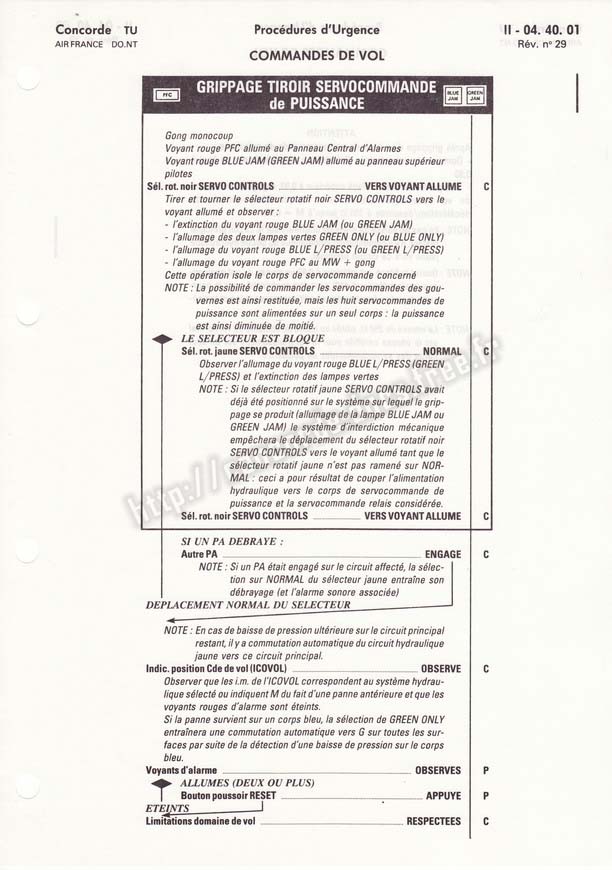 Concorde TU
AIR FRANCE DO.NT
Procédures d'Urgence
COMMANDES DE VOL
II - 04. 40. 01
Rév. n° 29
PFC
GRIPPAGE TIROIR SERVOCOMMANDE
de PUISSANCE
BLUE JAM
GREEN JAM
Gong monocoup
Voyant rouge PFC allumé au Panneau Central d'Alarmes
Voyant rouge BLUE JAM (GREEN JAM) allumé au panneau supérieur
pilotes
Sél. rot. noir SERVO CONTROLS VERS VOYANT ALLUME C
Tirer et tourner le sélecteur rotatif noir SERVO CONTROLS vers le
voyant allumé et observer :
- l'extinction du voyant rouge BLUE JAM (ou GREEN JAM)
- l'allumage des deux lampes vertes GREEN ONLY (ou BLUE ONLY)
- l'allumage du voyant rouge BLUE L/PRESS (ou GREEN L/PRESS)
- l'allumage du voyant rouge PFC au MW + gong
Cette opération isole le corps de servocommande concerné
NOTE : La possibilité de commander les servocommandes des gou-
vernes est ainsi restituée, mais les huit servocommandes de
puissance sont alimentées sur un seul corps : la puissance
est ainsi diminuée de moitié.
LE SELECTEUR EST BLOQUE
Sél. rot. jaune SERVO CONTROLS NORMAL C
Observer l'allumage du voyant rouge BLUE L/PRESS (GREEN
L/PRESS) et l'extinction des lampes vertes
NOTE : Si le sélecteur rotatif jaune SERVO CONTROLS avait
déjà été positionné sur le système sur lequel le grip-
page se produit (allumage de la lampe BLUE JAM ou
GREEN JAM) le système d'interdiction mécanique
empêchera le déplacement du sélecteur rotatif noir
SERVO CONTROLS vers le voyant allumé tant que le
sélecteur rotatif jaune n'est pas ramené sur NOR-
MAL : ceci a pour résultat de couper l'alimentation
hydraulique vers le corps de servocommande de
puissance et la servocommande relais considérée.
Sél. rot. noir SERVO CONTROLS VERS VOYANT ALLUME C
SI UN PA DEBRAYE :
Autre PA ENGAGE C
NOTE : Si un PA était engagé sur le circuit affecté, la sélec-
tion sur NORMAL du sélecteur jaune entraîne son
débrayage (et l'alarme sonore associée)
DEPLACEMENT NORMAL DU SELECTEUR
NOTE : En cas de baisse de pression ultérieure sur le circuit principal
restant, il y a commutation automatique du circuit hydraulique
jaune vers ce circuit principal.
Indic. position Cde de vol (ICOVOL) OBSERVE C
Observer que les i.m. de l'ICOVOL correspondent au système hydrau-
lique sélecté ou indiquent M du fait d'une panne antérieure et que les
voyants rouges d'alarme sont éteints.
Si la panne survient sur un corps bleu, la sélection de GREEN ONLY
entraînera une commutation automatique vers G sur toutes les sur-
faces par suite de la détection d'une baisse de pression sur le corps
bleu.
Voyants d'alarme OBSERVES P
ALLUMES (DEUX OU PLUS)
Bouton poussoir RESET APPUYE P
ETEINTS
Limitations domaine de vol RESPECTEES C